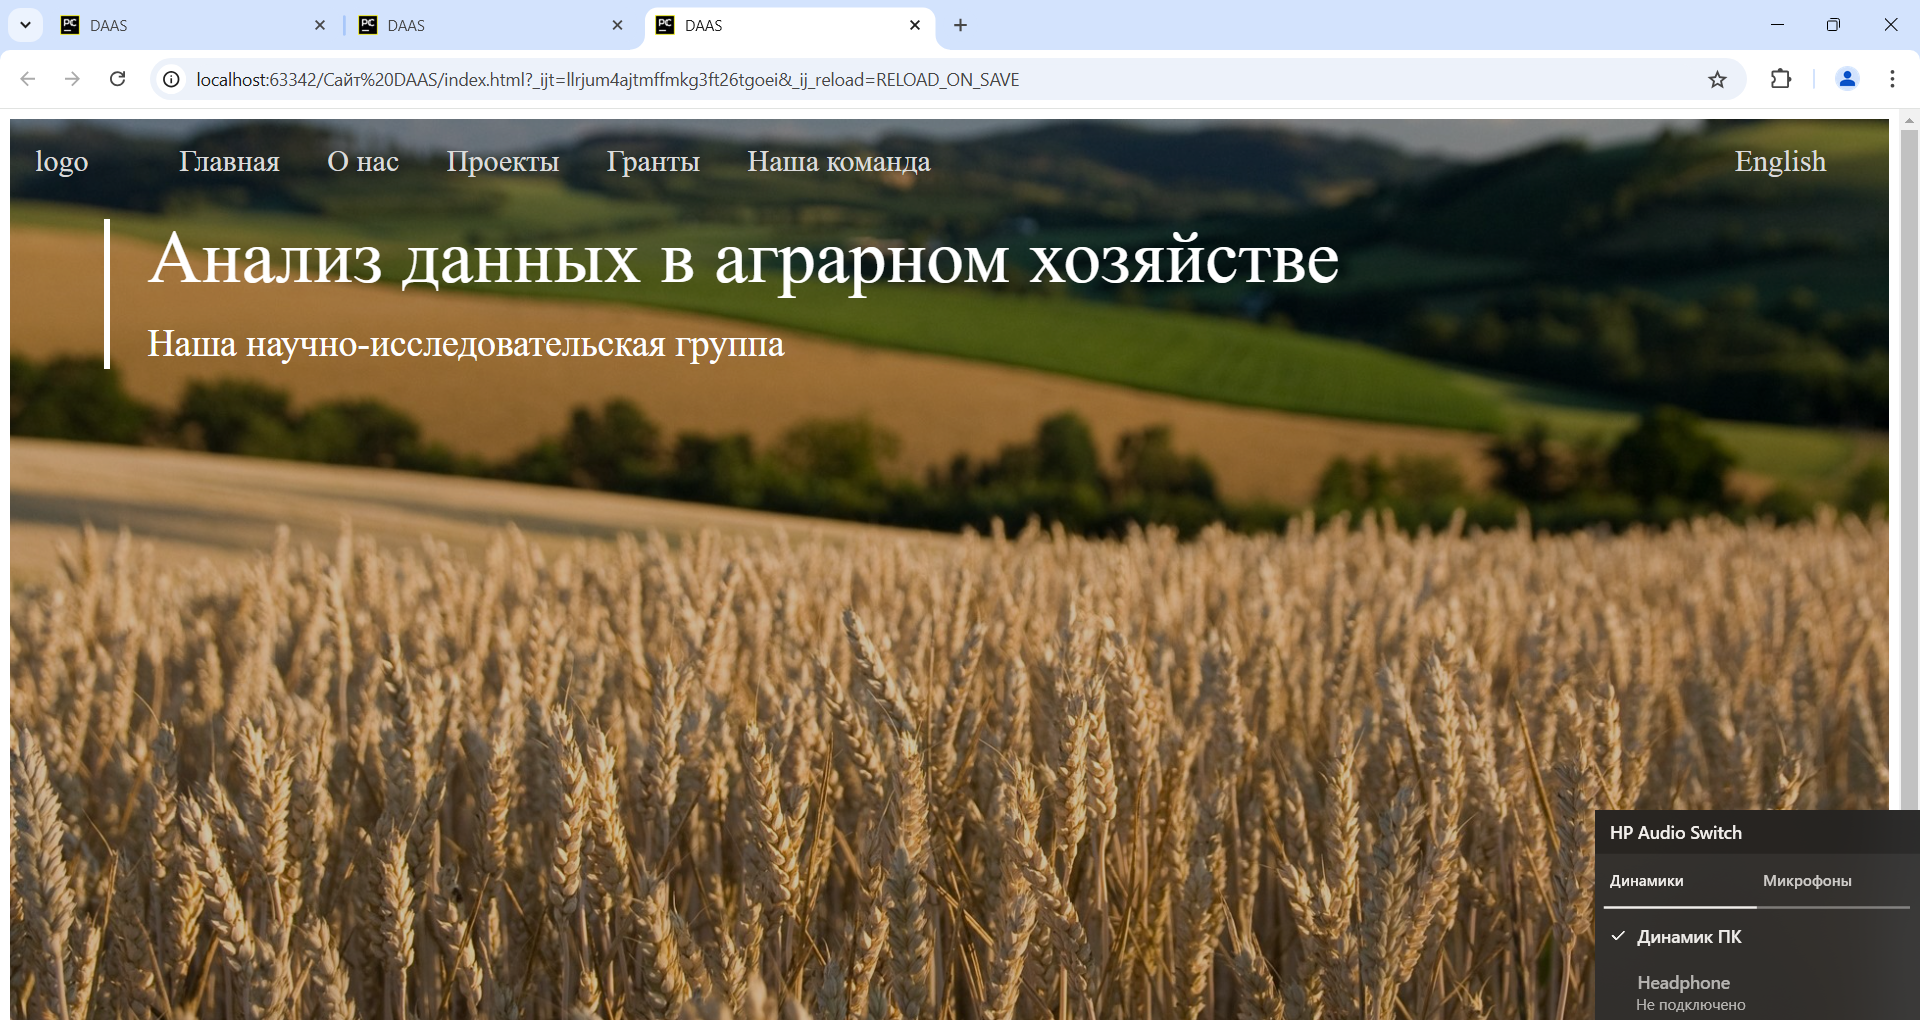 DAAS
DAAS
DAAS
localhost:63342/Сайт%20DAAS/index.html?_ijt=llrjum4ajtmffmkg3ft26tgoei&_ij_reload=RELOAD_ON_SAVE
logo Главная О нас Проекты Гранты Наша команда English
Анализ данных в аграрном хозяйстве
Наша научно-исследовательская группа
HP Audio Switch
Динамики Микрофоны
Динамик ПК
Headphone
Не подключено